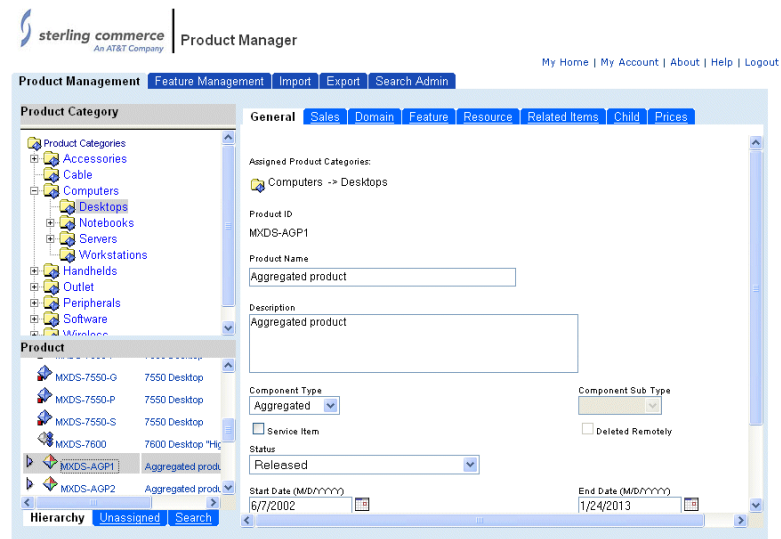 sterling commerce
An AT&T Company
Product Manager
My Home | My Account | About | Help | Logout
Product Management Feature Management Import Export Search Admin
Product Category
Product Categories
Accessories
Cable
Computers
Desktops
Notebooks
Servers
Workstations
Handhelds
Outlet
Peripherals
Software
Wireless
Product
MXDS-7550-G 7550 Desktop
MXDS-7550-P 7550 Desktop
MXDS-7550-S 7550 Desktop
MXDS-7600 7600 Desktop "Hig
MXDS-AGP1 Aggregated produ
MXDS-AGP2 Aggregated produ
Hierarchy Unassigned Search
General Sales Domain Feature Resource Related Items Child Prices
Assigned Product Categories:
Computers -> Desktops
Product ID
MXDS-AGP1
Product Name
Aggregated product
Description
Aggregated product
Component Type Component Sub Type
Aggregated
Service Item Deleted Remotely
Status
Released
Start Date (M/D/YYYY) End Date (M/D/YYYY)
6/7/2002 1/24/2013